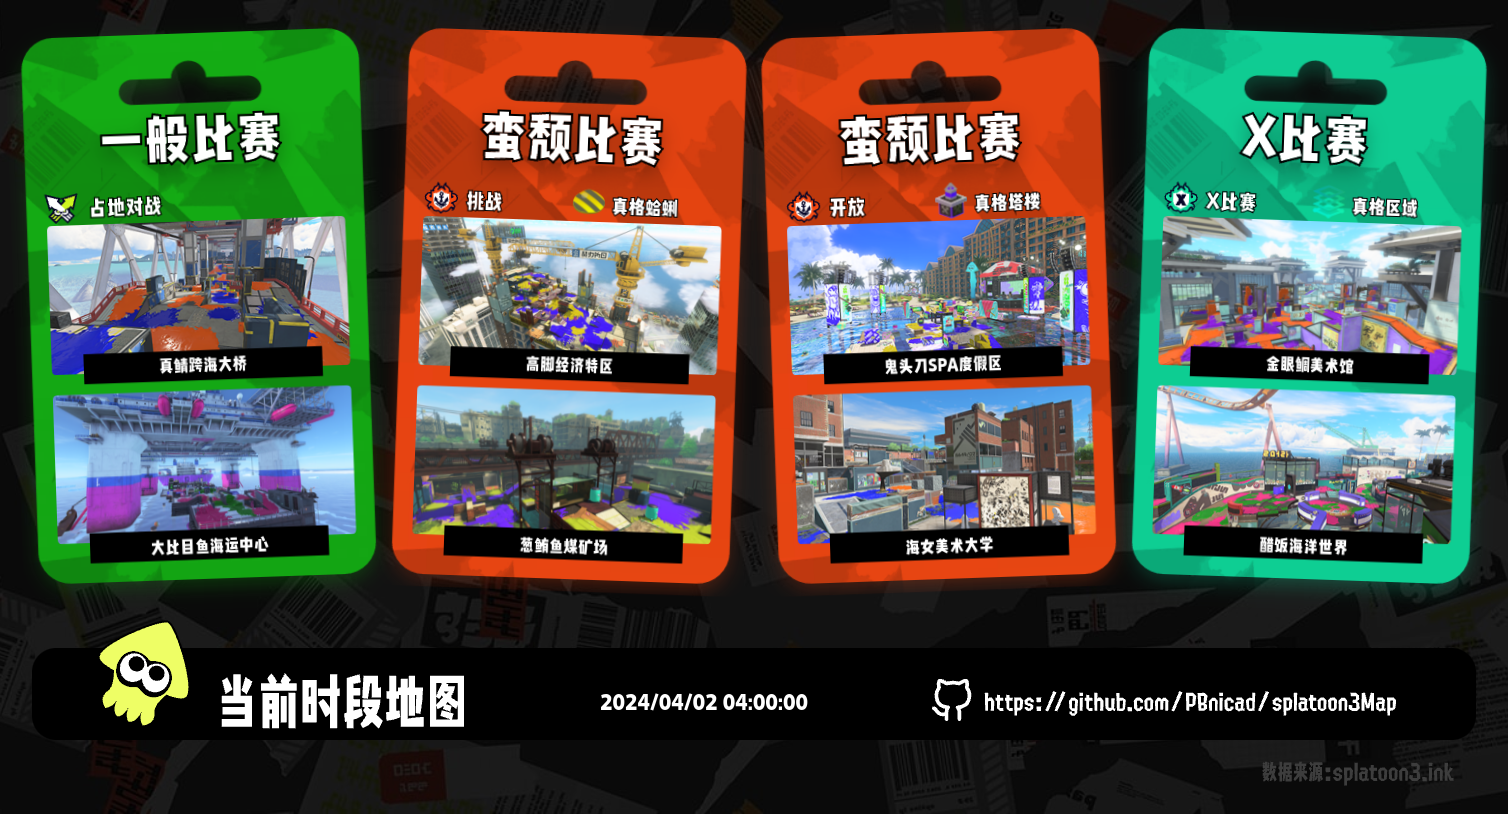 一般比赛
占地对战
真鲷跨海大桥
大比目鱼海运中心
蛮颓比赛
挑战
真格蛤蜊
高脚经济特区
葱鲔鱼煤矿场
蛮颓比赛
开放
真格塔楼
鬼头刀SPA度假区
海女美术大学
X比赛
X比赛
真格区域
金眼鲷美术馆
醋饭海洋世界
当前时段地图
2024/04/02 04:00:00
https://github.com/PBnicad/splatoon3Map
数据来源:splatoon3.ink